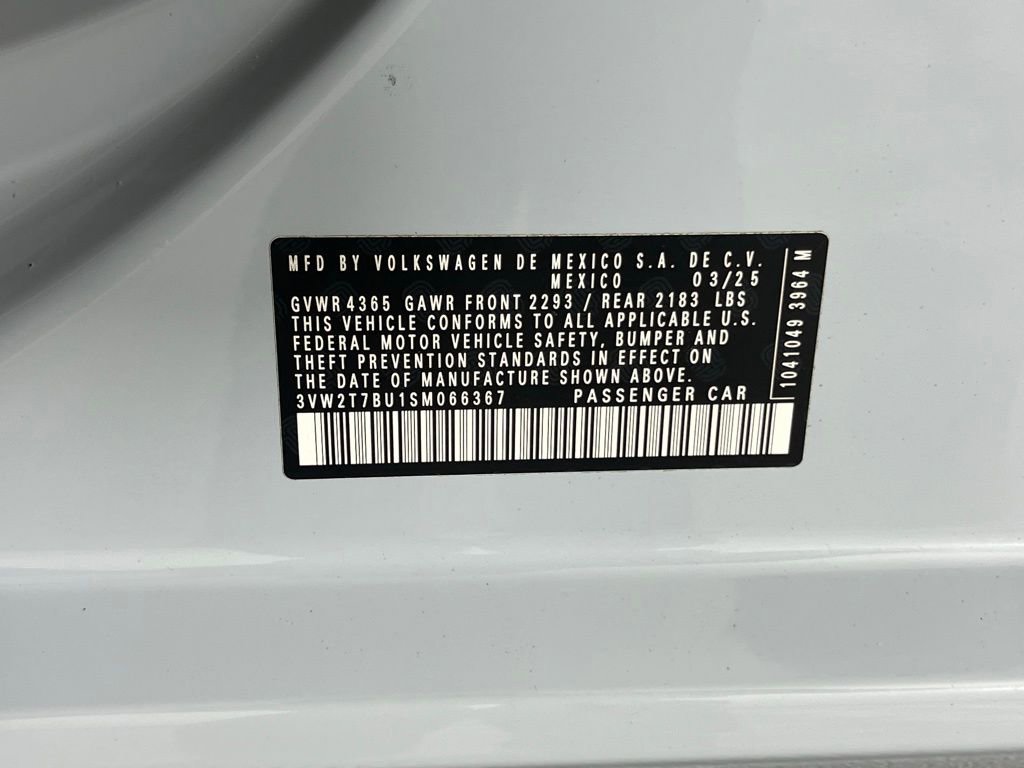 MFD BY VOLKSWAGEN DE MEXICO S.A. DE C.V.
MEXICO 03/25
GVWR 4365 GAWR FRONT 2293 / REAR 2183 LBS
THIS VEHICLE CONFORMS TO ALL APPLICABLE U.S.
FEDERAL MOTOR VEHICLE SAFETY, BUMPER AND
THEFT PREVENTION STANDARDS IN EFFECT ON
THE DATE OF MANUFACTURE SHOWN ABOVE.
3VW2T7BU1SM066367 PASSENGER CAR
1041049 3964 M